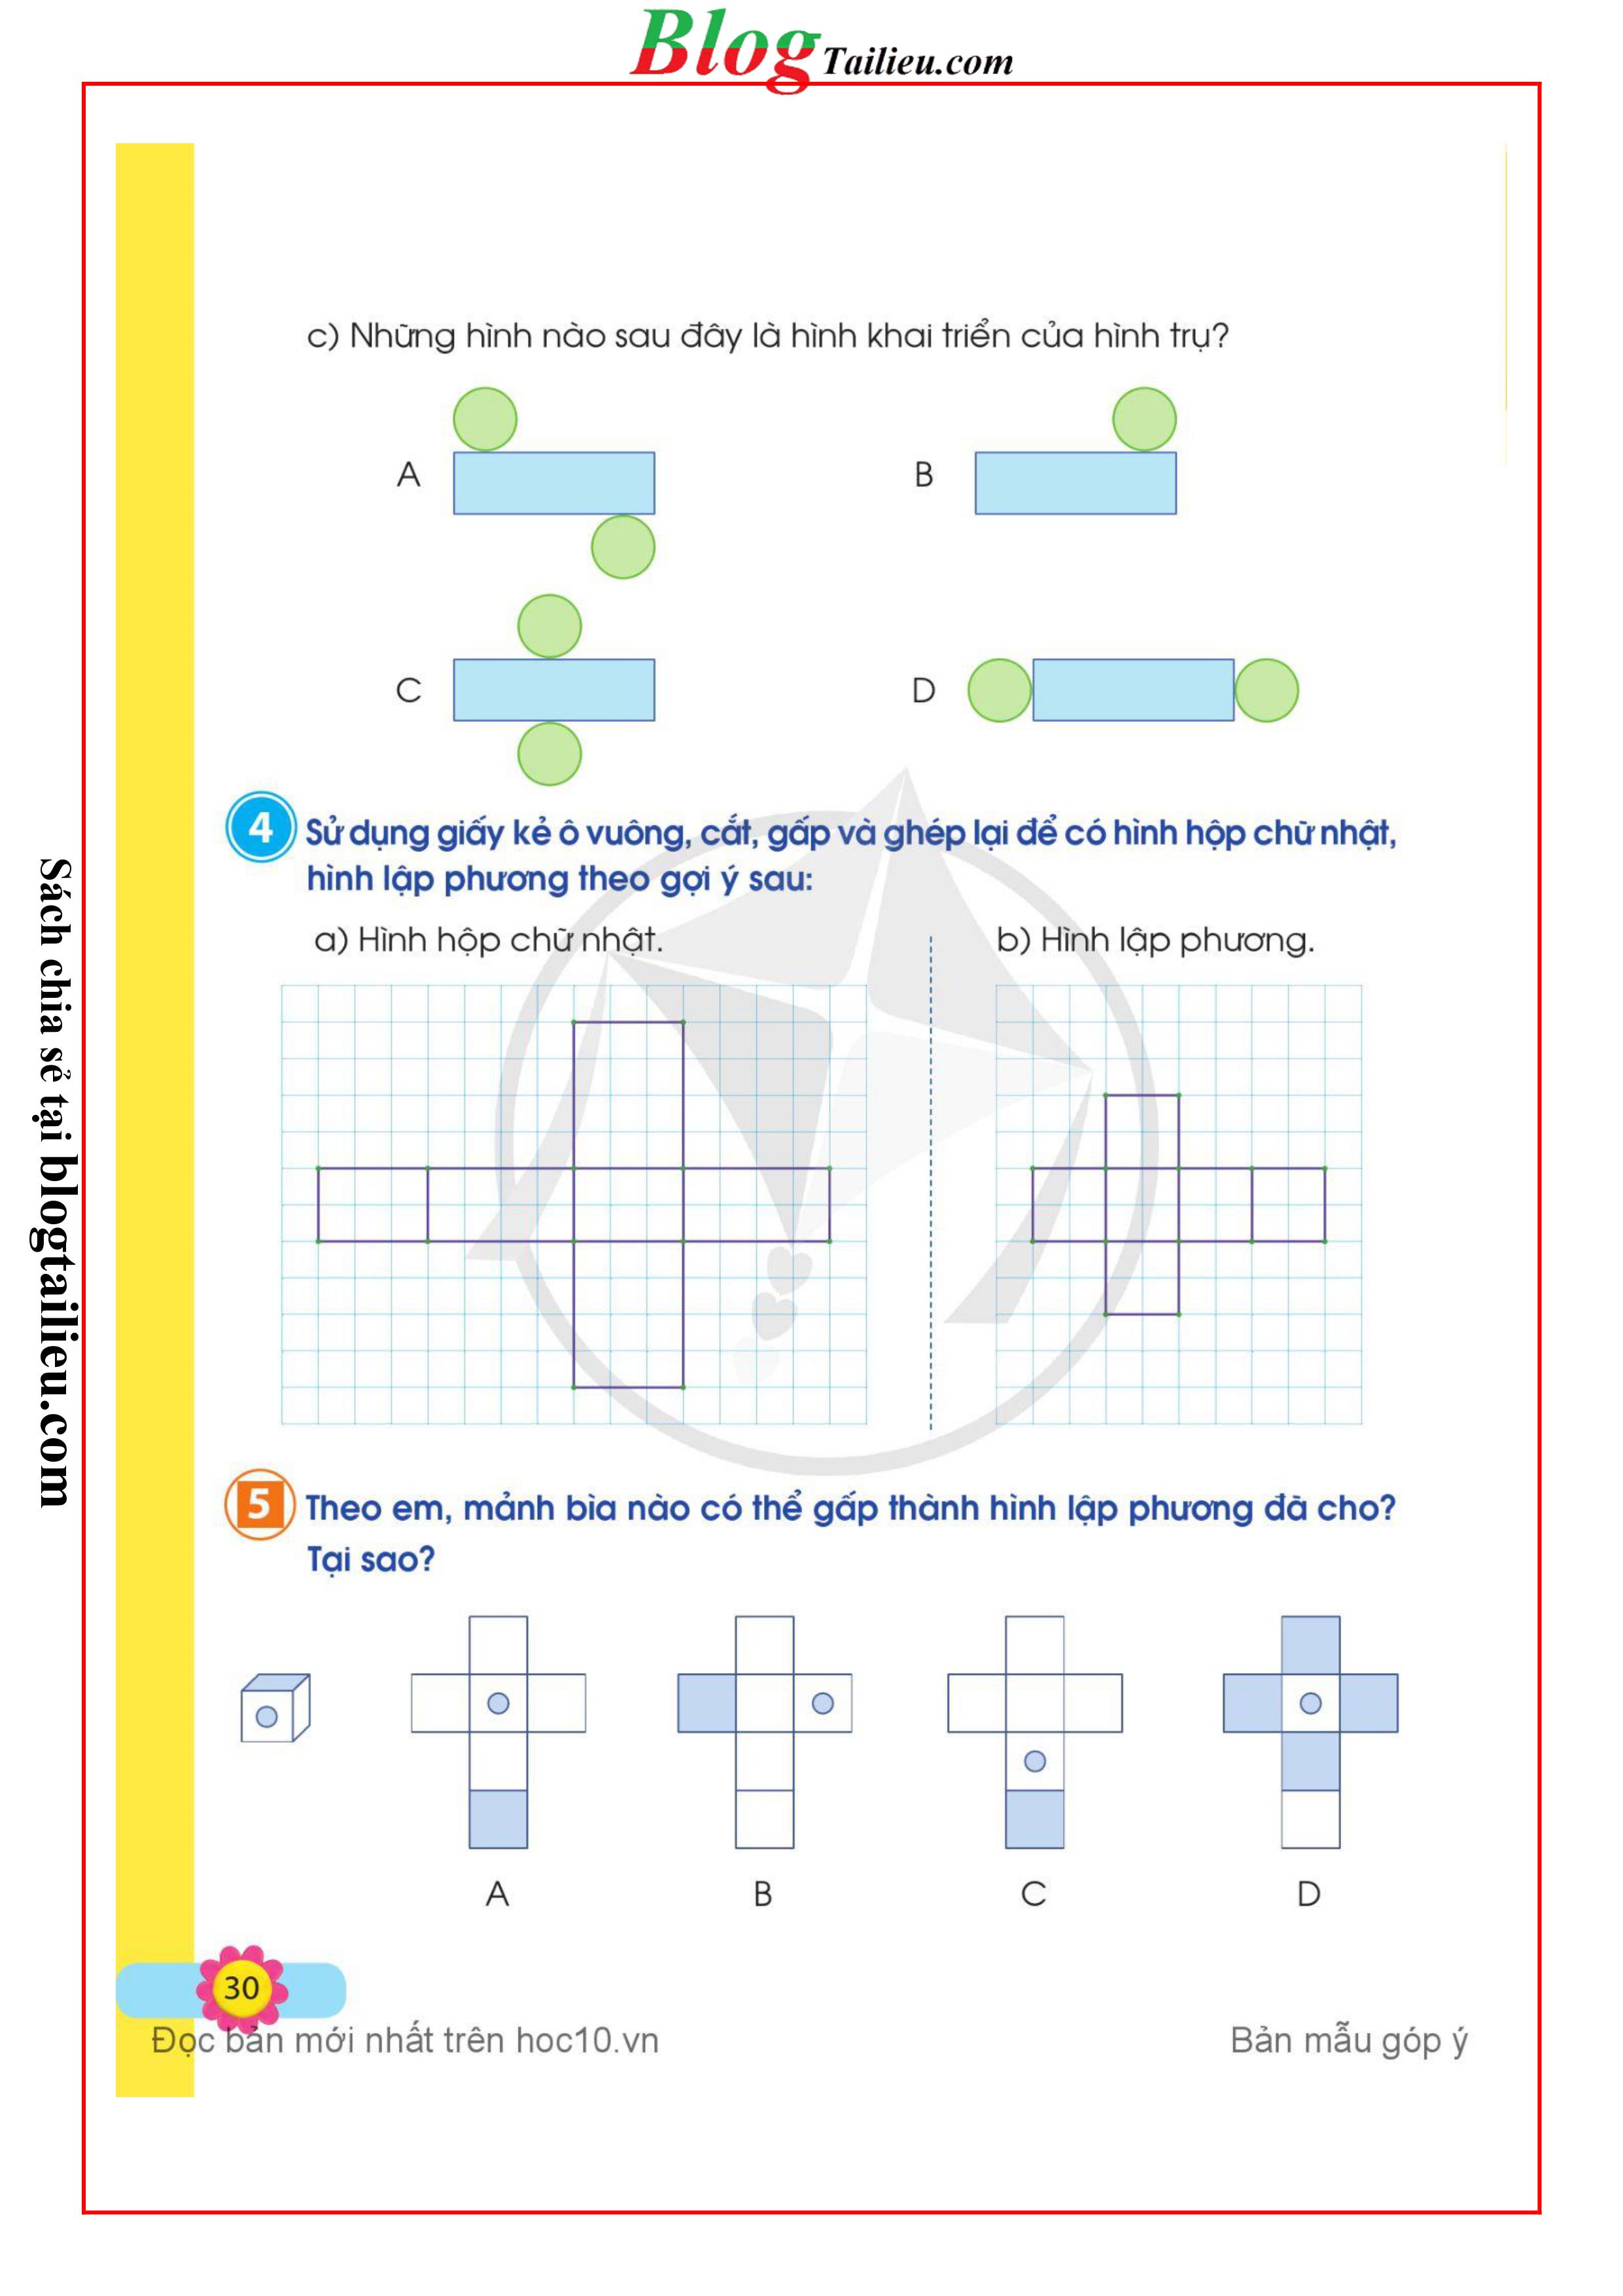 Blog Tailieu.com
Sách chia sẻ tại blogtailieu.com
c) Những hình nào sau đây là hình khai triển của hình trụ?
A
B
C
D
4 Sử dụng giấy kẻ ô vuông, cắt, gấp và ghép lại để có hình hộp chữ nhật,
hình lập phương theo gợi ý sau:
a) Hình hộp chữ nhật.
b) Hình lập phương.
5 Theo em, mảnh bìa nào có thể gấp thành hình lập phương đã cho?
Tại sao?
A
B
C
D
30
Đọc bản mới nhất trên hoc10.vn
Bản mẫu góp ý